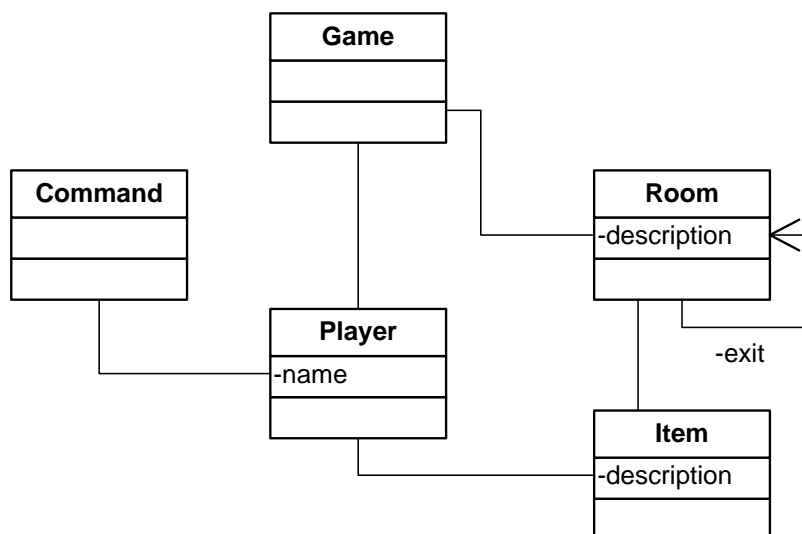 Game
Command
Room
-description
Player
-name
-exit
Item
-description